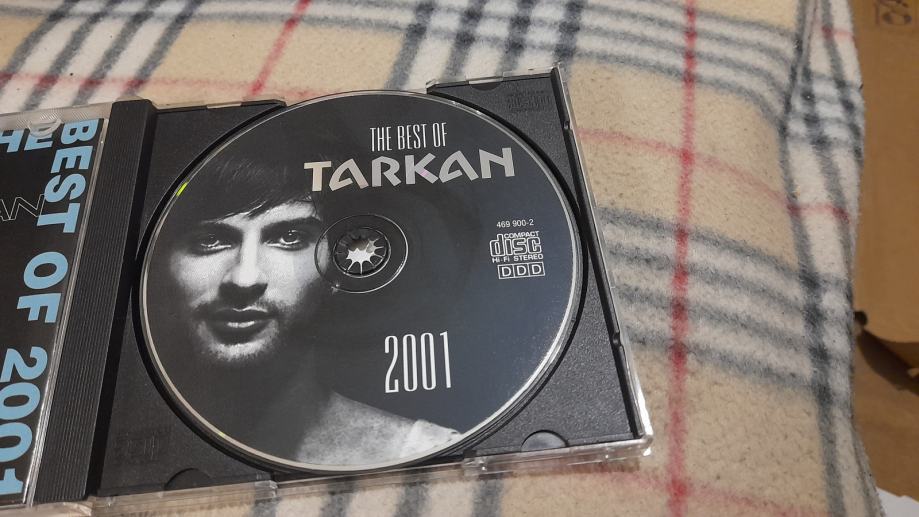 BEST OF 2001
THE BEST OF
TARKAN
469 900-2
COMPACT
disc
Hi-Fi STEREO
DDD
2001